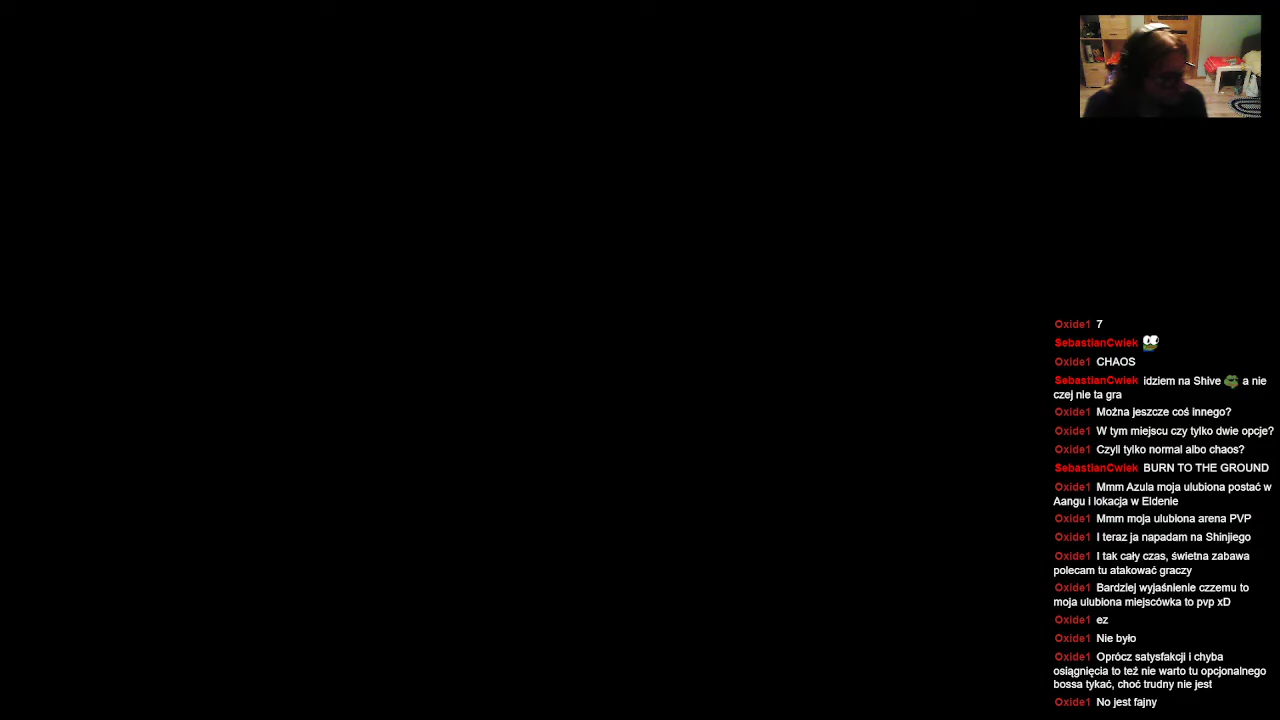 Oxide1 7
SebastianCwiek
Oxide1 CHAOS
SebastianCwiek idziem na Shive a nie
czej nie ta gra
Oxide1 Można jeszcze coś innego?
Oxide1 W tym miejscu czy tylko dwie opcje?
Oxide1 Czyli tylko normal albo chaos?
SebastianCwiek BURN TO THE GROUND
Oxide1 Mmm Azula moja ulubiona postać w
Aangu i lokacja w Eldenie
Oxide1 Mmm moja ulubiona arena PVP
Oxide1 I teraz ja napadam na Shinjiego
Oxide1 I tak cały czas, świetna zabawa
polecam tu atakować graczy
Oxide1 Bardziej wyjaśnienie czzemu to
moja ulubiona miejscówka to pvp xD
Oxide1 ez
Oxide1 Nie było
Oxide1 Oprócz satysfakcji i chyba
osiągnięcia to też nie warto tu opcjonalnego
bossa tykać, choć trudny nie jest
Oxide1 No jest fajny